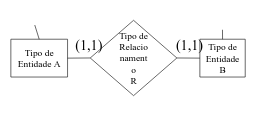 Tipo de
Entidade A
(1,1)
Tipo de
Relacio
nament
o
R
(1,1)
Tipo de
Entidade
B